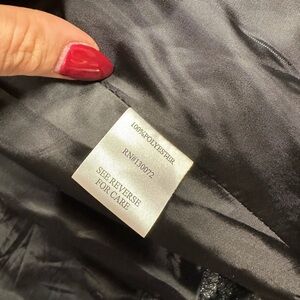 100%POLYESTER
RN#130072
SEE REVERSE
FOR CARE